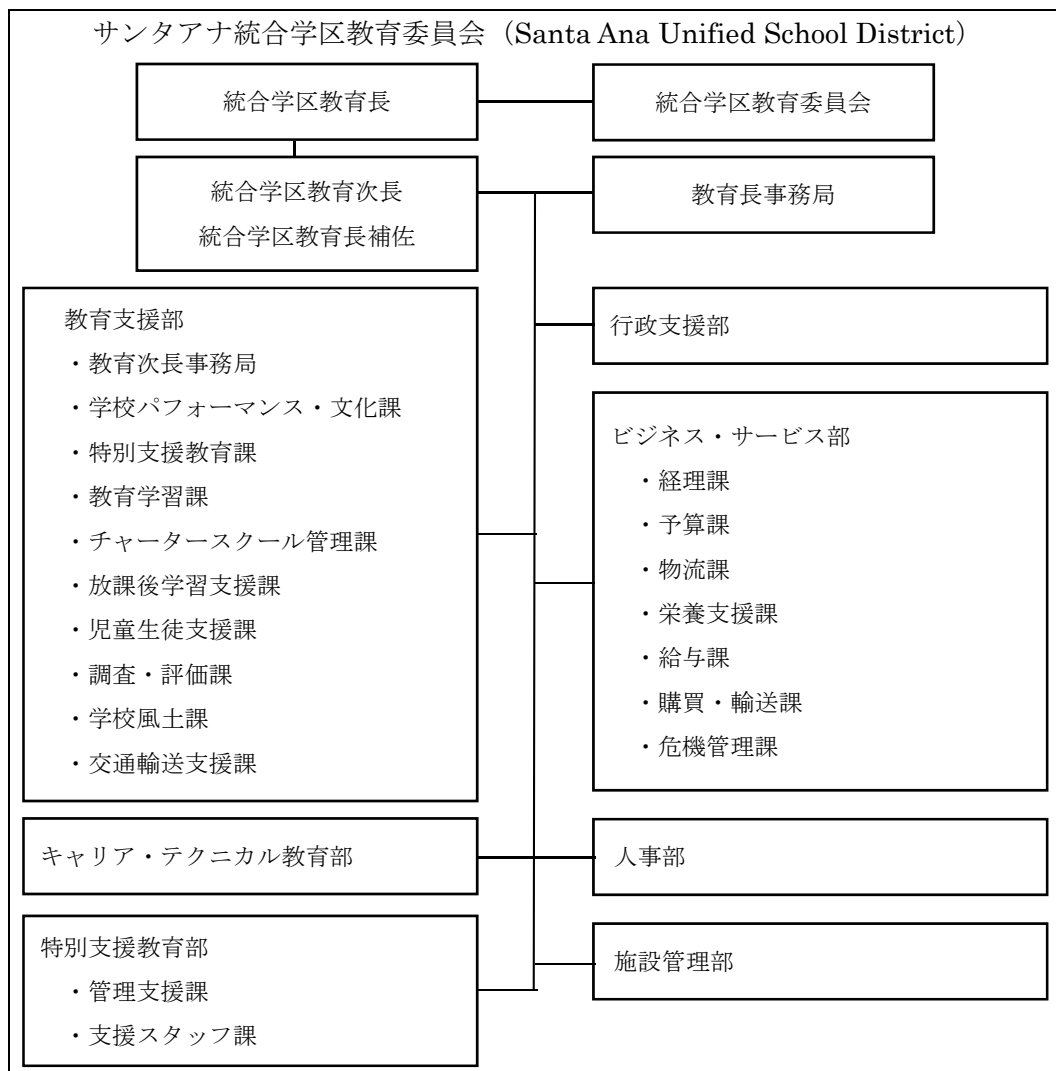 サンタアナ統合学区教育委員会（Santa Ana Unified School District）
統合学区教育長
統合学区教育委員会
統合学区教育次長
統合学区教育長補佐
教育長事務局
教育支援部
・教育次長事務局
・学校パフォーマンス・文化課
・特別支援教育課
・教育学習課
・チャータースクール管理課
・放課後学習支援課
・児童生徒支援課
・調査・評価課
・学校風土課
・交通輸送支援課
行政支援部
ビジネス・サービス部
・経理課
・予算課
・物流課
・栄養支援課
・給与課
・購買・輸送課
・危機管理課
キャリア・テクニカル教育部
人事部
特別支援教育部
・管理支援課
・支援スタッフ課
施設管理部